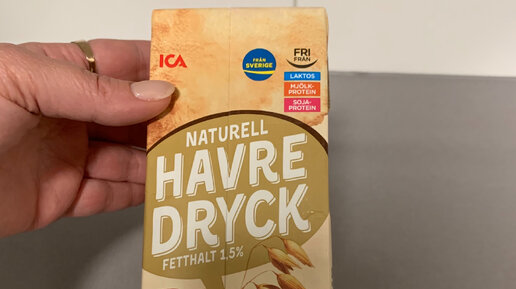 ICA
FRÅN
SVERIGE
FRI
FRÅN
LAKTOS
MJÖLK-
PROTEIN
SOJA-
PROTEIN
NATURELL
HAVRE
DRYCK
FETTHALT 1,5%